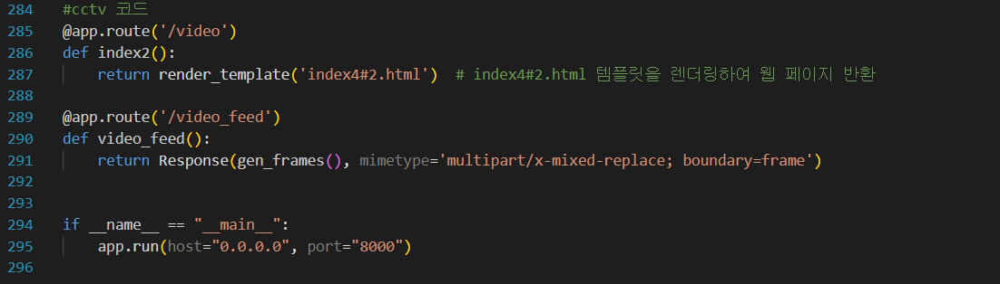 284 #cctv 코드
285 @app.route('/video')
286 def index2():
287     return render_template('index4#2.html')  # index4#2.html 템플릿을 렌더링하여 웹 페이지 반환
288
289 @app.route('/video_feed')
290 def video_feed():
291     return Response(gen_frames(), mimetype='multipart/x-mixed-replace; boundary=frame')
292
293
294 if __name__ == "__main__":
295     app.run(host="0.0.0.0", port="8000")
296